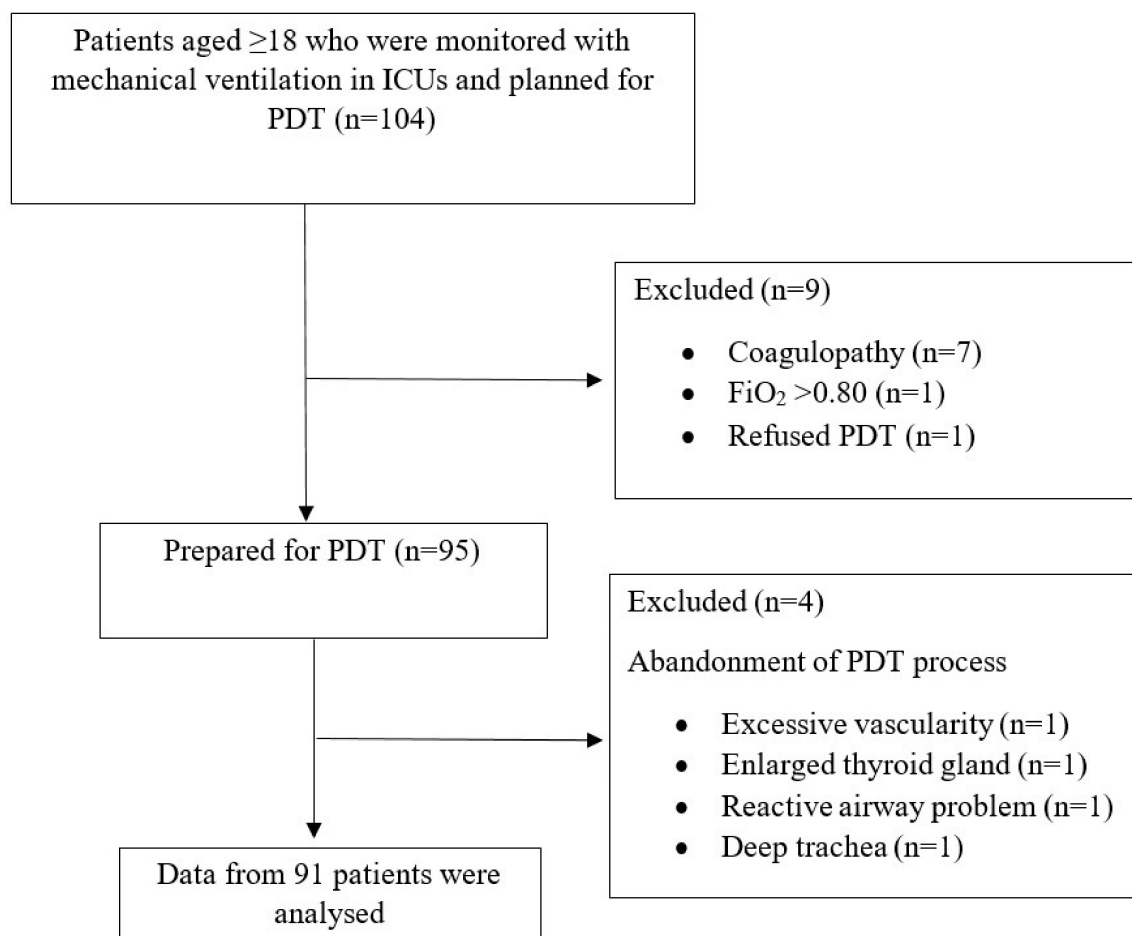 Patients aged ≥18 who were monitored with
mechanical ventilation in ICUs and planned for
PDT (n=104)
Excluded (n=9)
• Coagulopathy (n=7)
• FiO₂ >0.80 (n=1)
• Refused PDT (n=1)
Prepared for PDT (n=95)
Excluded (n=4)
Abandonment of PDT process
• Excessive vascularity (n=1)
• Enlarged thyroid gland (n=1)
• Reactive airway problem (n=1)
• Deep trachea (n=1)
Data from 91 patients were
analysed